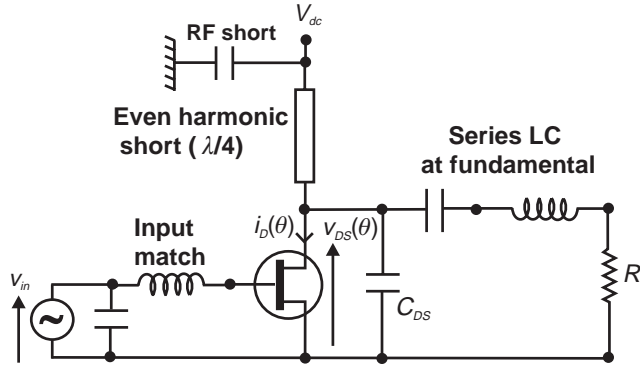 V_dc
RF short
Even harmonic
short ( λ/4)
Series LC
at fundamental
Input
match
i_D(θ)
v_DS(θ)
v_in
~
C_DS
R